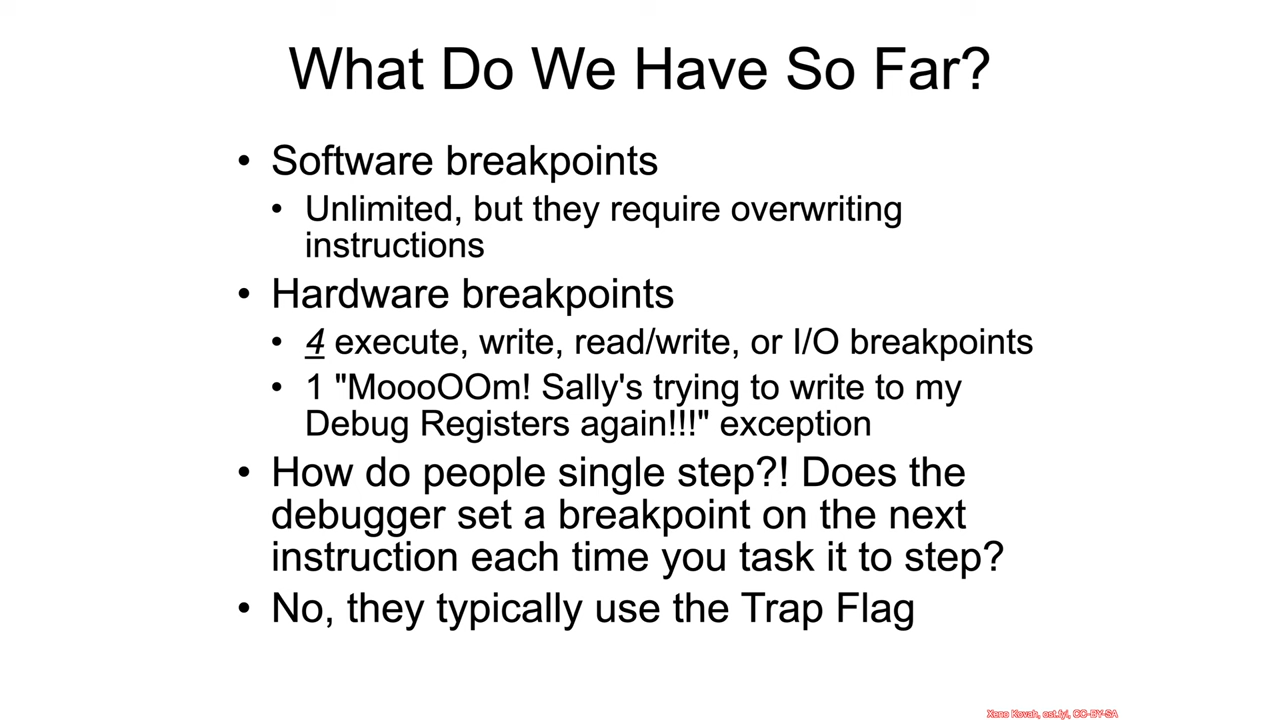 What Do We Have So Far?
• Software breakpoints
• Unlimited, but they require overwriting
instructions
• Hardware breakpoints
• 4 execute, write, read/write, or I/O breakpoints
• 1 "MoooOOm! Sally's trying to write to my
Debug Registers again!!!" exception
• How do people single step?! Does the
debugger set a breakpoint on the next
instruction each time you task it to step?
• No, they typically use the Trap Flag
Xeno Kovah, ost.fyi, CC-BY-SA